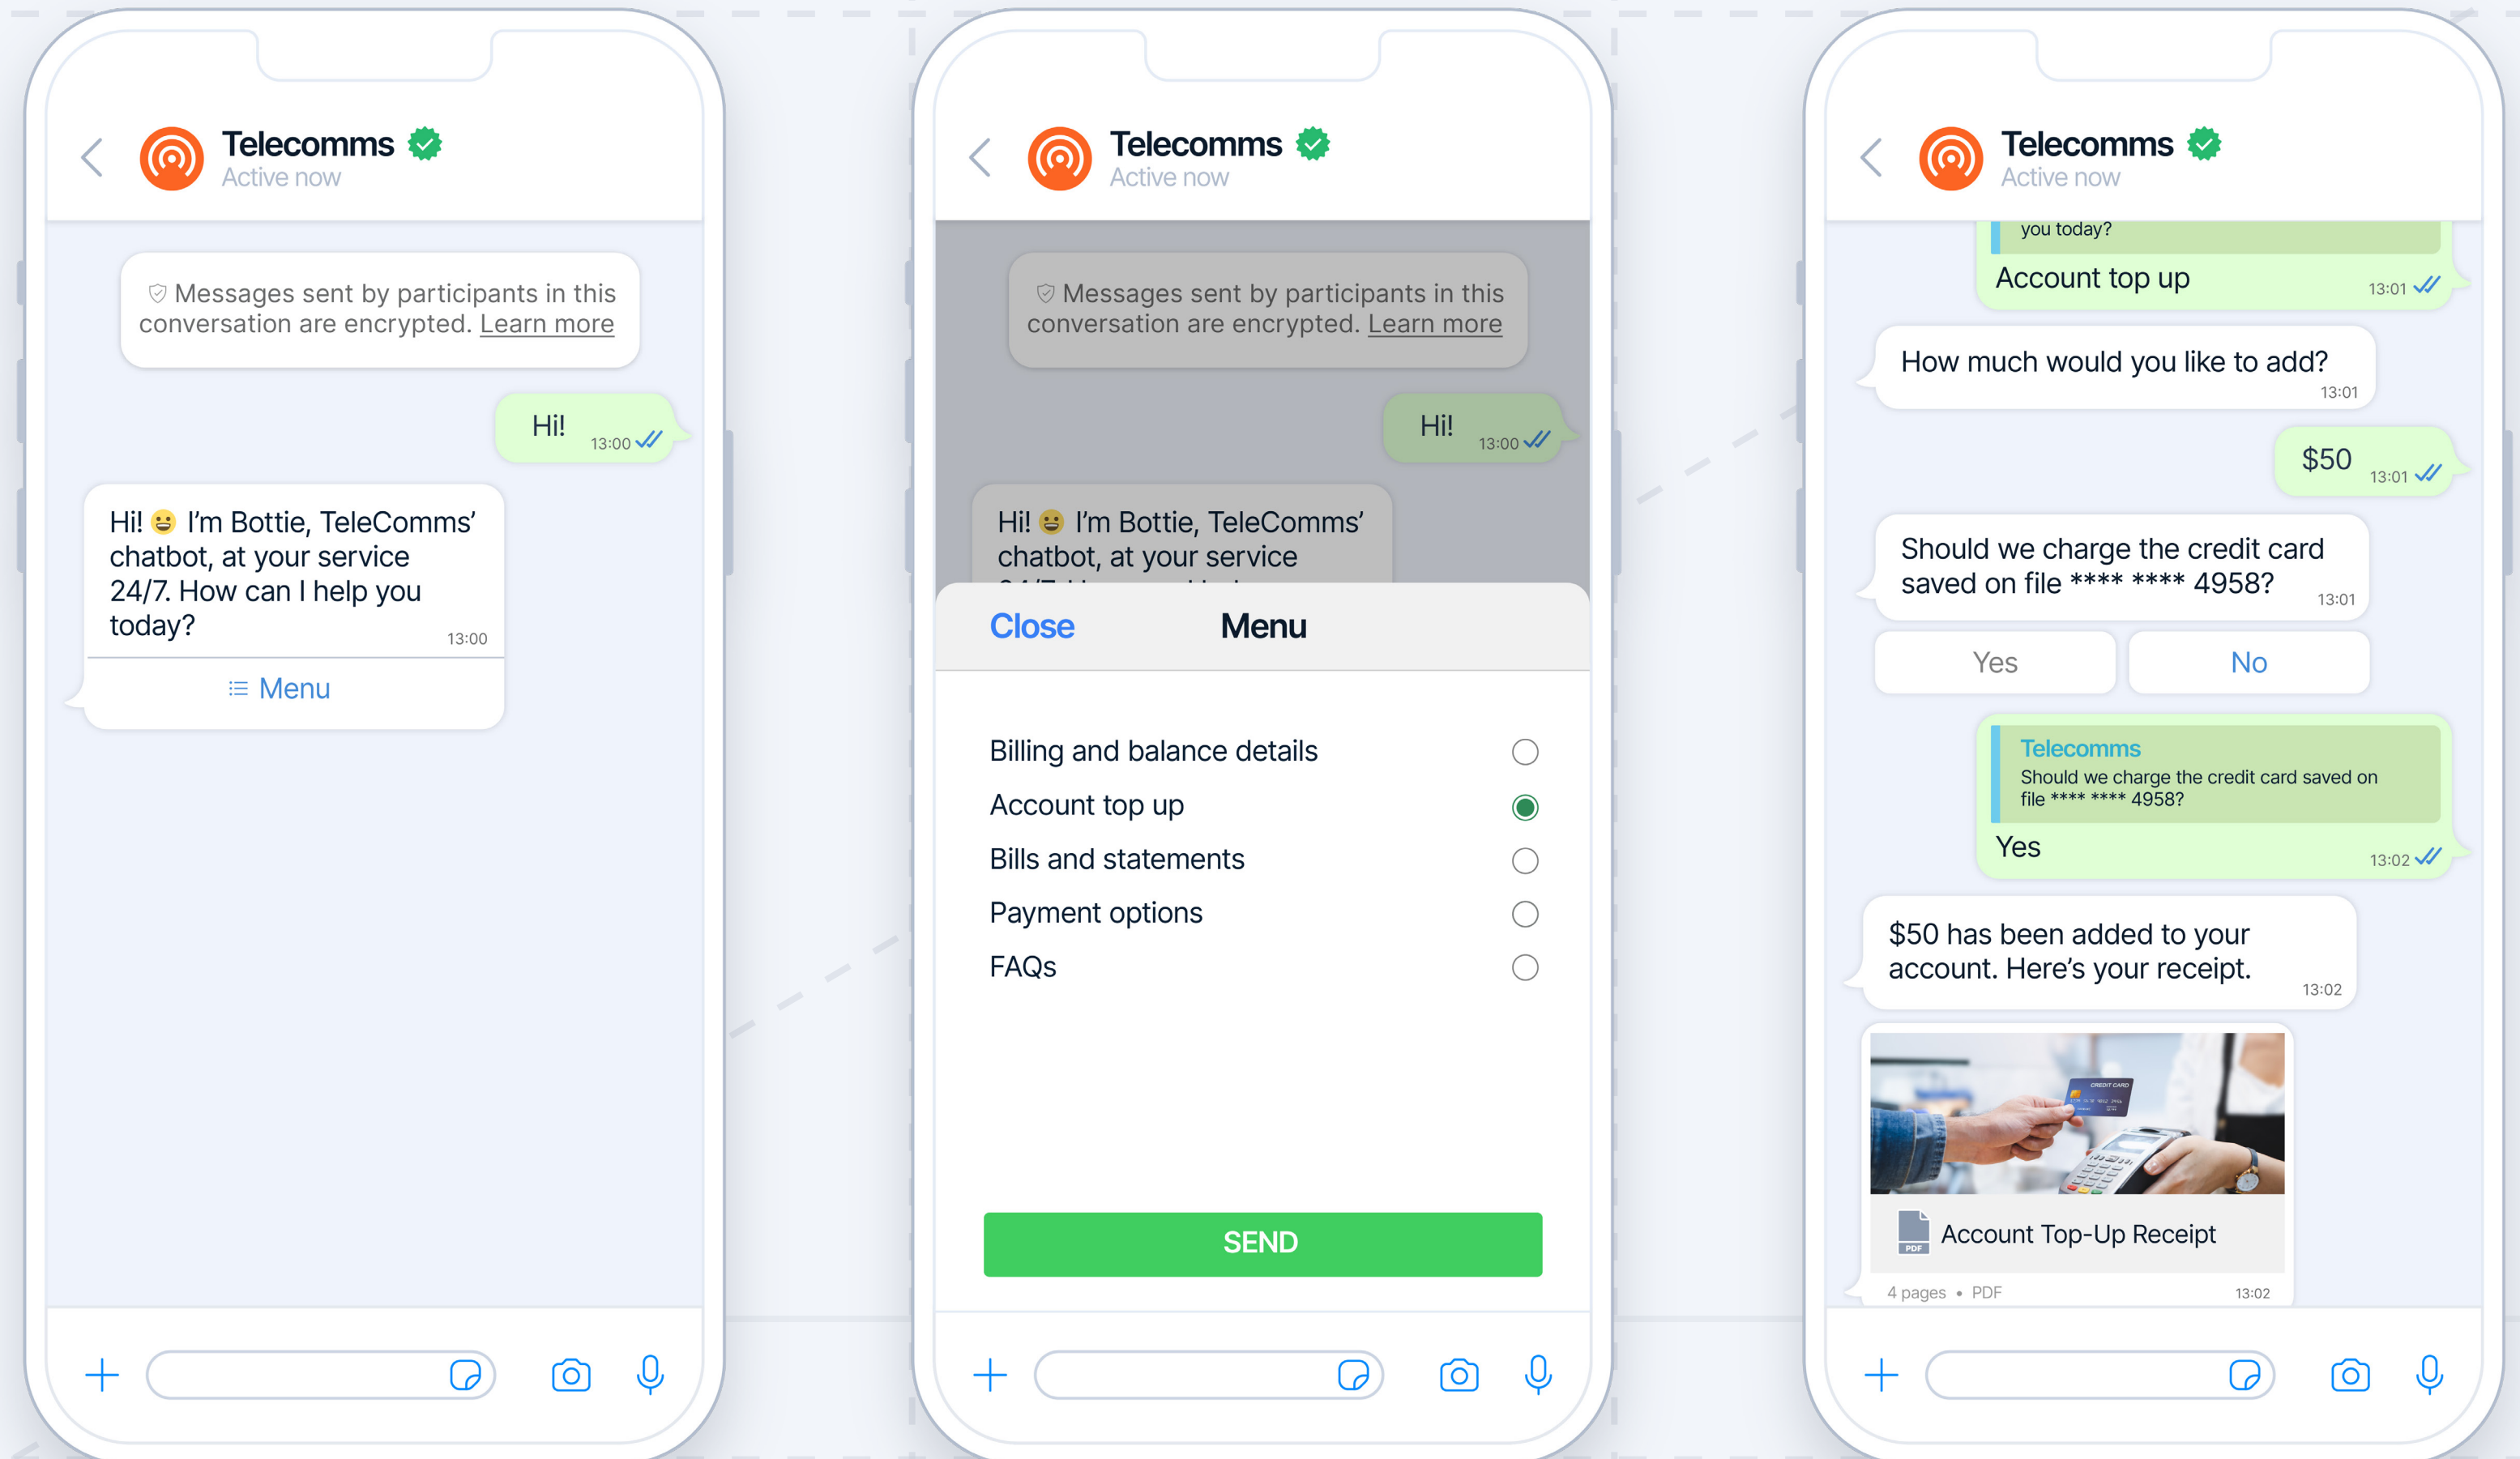 Telecomms
Active now
Messages sent by participants in this
conversation are encrypted. Learn more
Hi!
13:00
Hi! 😀 I'm Bottie, TeleComms'
chatbot, at your service
24/7. How can I help you
today?
13:00
Menu
Telecomms
Active now
Messages sent by participants in this
conversation are encrypted. Learn more
Hi!
13:00
Hi! 😀 I'm Bottie, TeleComms'
chatbot, at your service
Close
Menu
Billing and balance details
Account top up
Bills and statements
Payment options
FAQs
SEND
Telecomms
Active now
you today?
Account top up
13:01
How much would you like to add?
13:01
$50
13:01
Should we charge the credit card
saved on file **** **** 4958?
13:01
Yes
No
Telecomms
Should we charge the credit card saved on
file **** **** 4958?
Yes
13:02
$50 has been added to your
account. Here's your receipt.
13:02
CREDIT CARD
PDF
Account Top-Up Receipt
4 pages • PDF
13:02